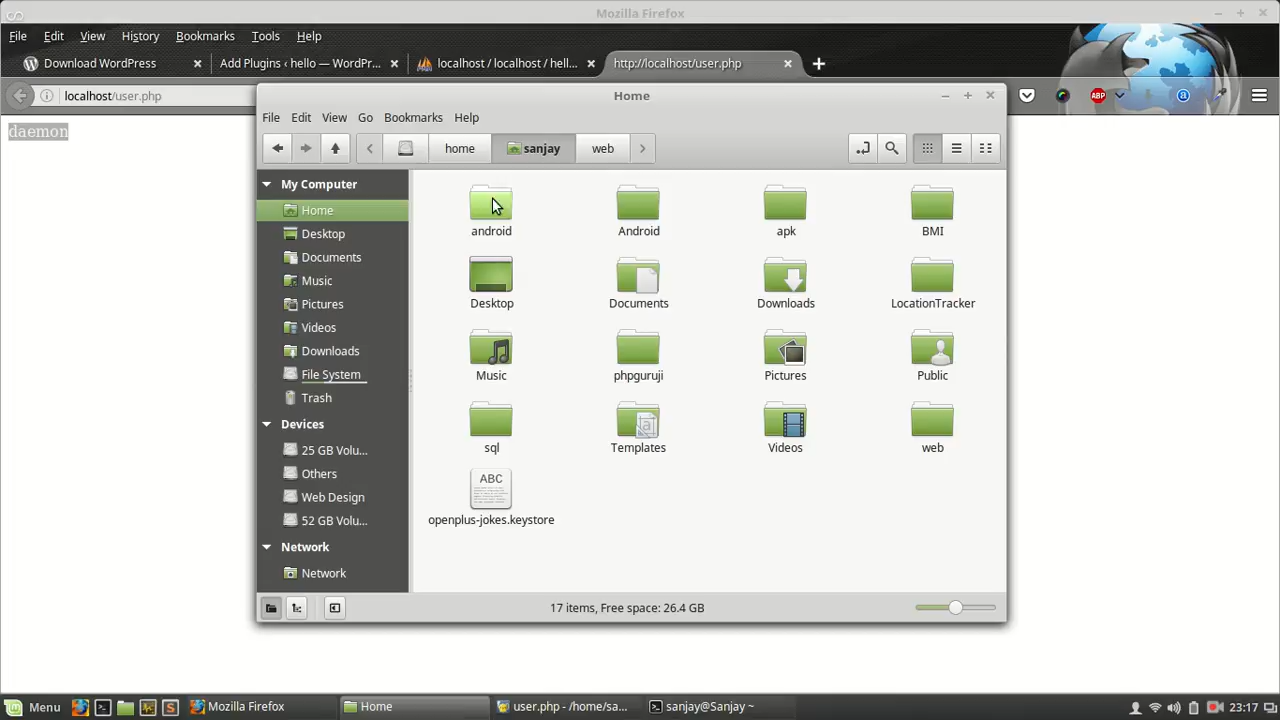 Mozilla Firefox
File Edit View History Bookmarks Tools Help
Download WordPress
Add Plugins ‹ hello — WordPr...
localhost / localhost / hell...
http://localhost/user.php
localhost/user.php
ABP
a
daemon
Home
File Edit View Go Bookmarks Help
home
sanjay
web
My Computer
Home
Desktop
Documents
Music
Pictures
Videos
Downloads
File System
Trash
Devices
25 GB Volu...
Others
Web Design
52 GB Volu...
Network
Network
android
Android
apk
BMI
Desktop
Documents
Downloads
LocationTracker
Music
phpguruji
Pictures
Public
sql
Templates
Videos
web
ABC
openplus-jokes.keystore
17 items, Free space: 26.4 GB
Menu
Mozilla Firefox
Home
user.php - /home/sa...
sanjay@Sanjay ~
23:17